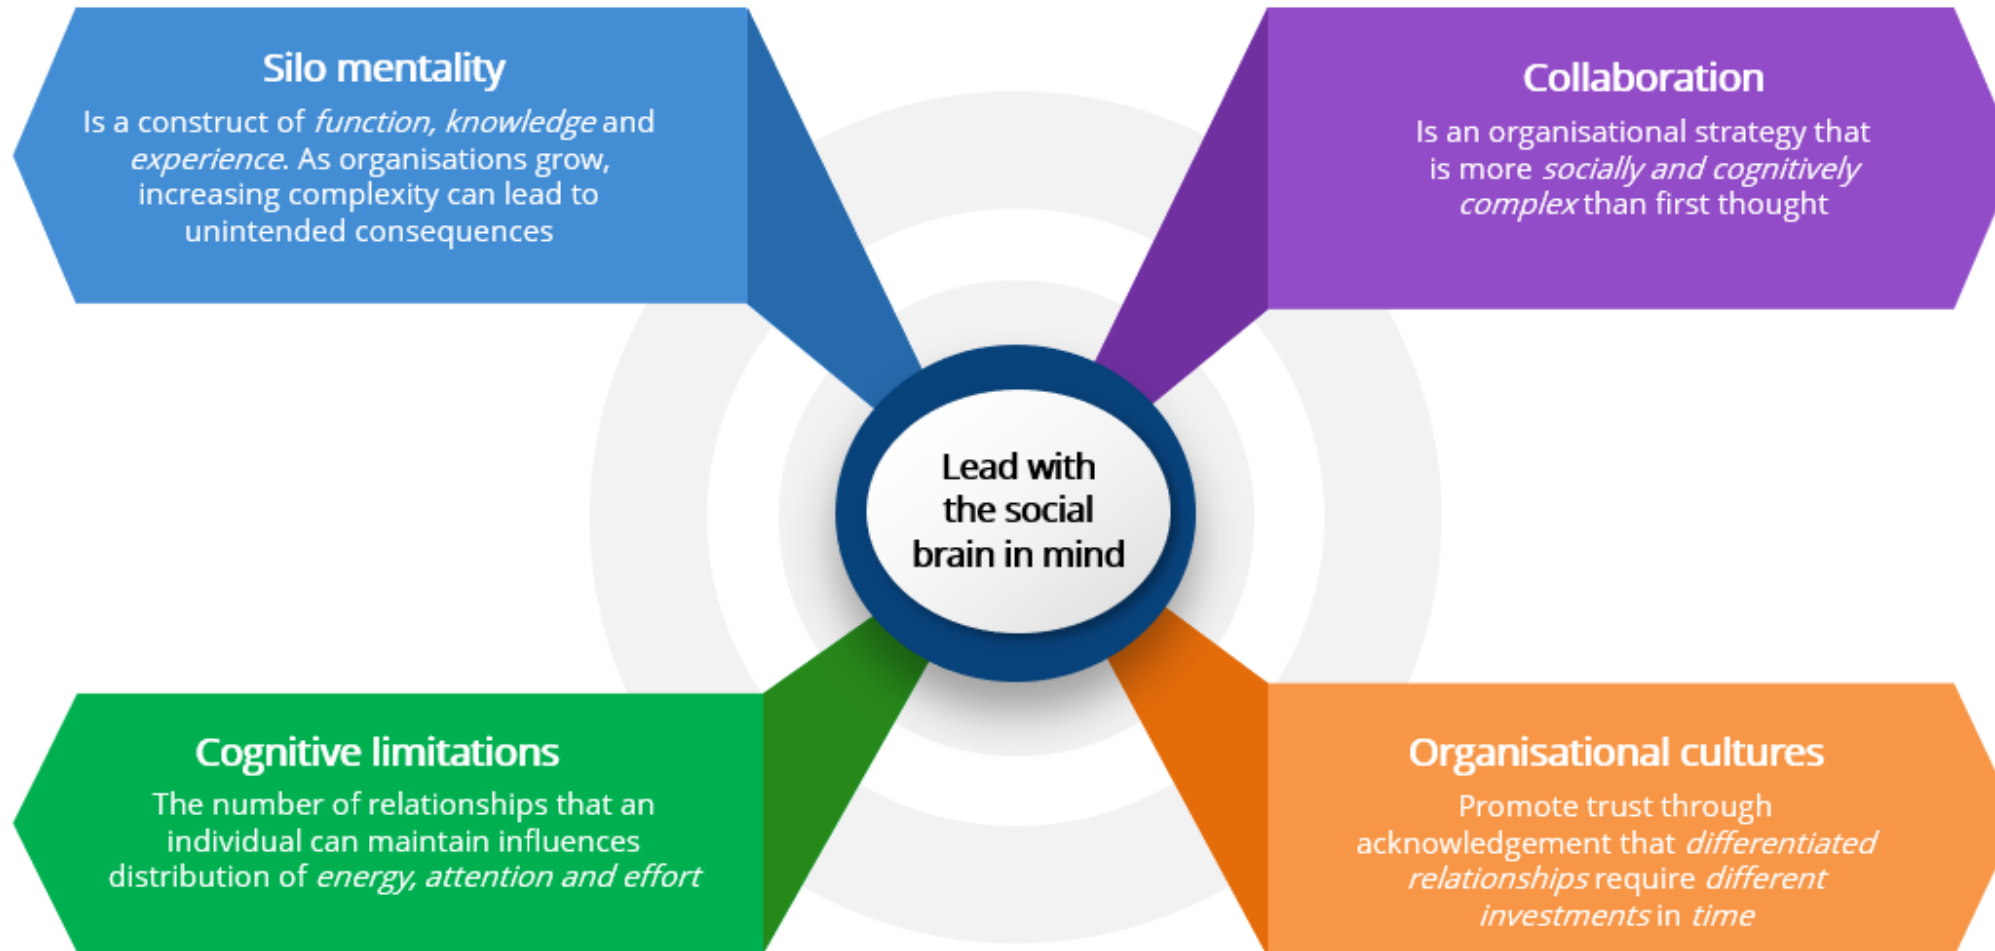 Silo mentality
Is a construct of function, knowledge and
experience. As organisations grow,
increasing complexity can lead to
unintended consequences
Collaboration
Is an organisational strategy that
is more socially and cognitively
complex than first thought
Lead with
the social
brain in mind
Cognitive limitations
The number of relationships that an
individual can maintain influences
distribution of energy, attention and effort
Organisational cultures
Promote trust through
acknowledgement that differentiated
relationships require different
investments in time